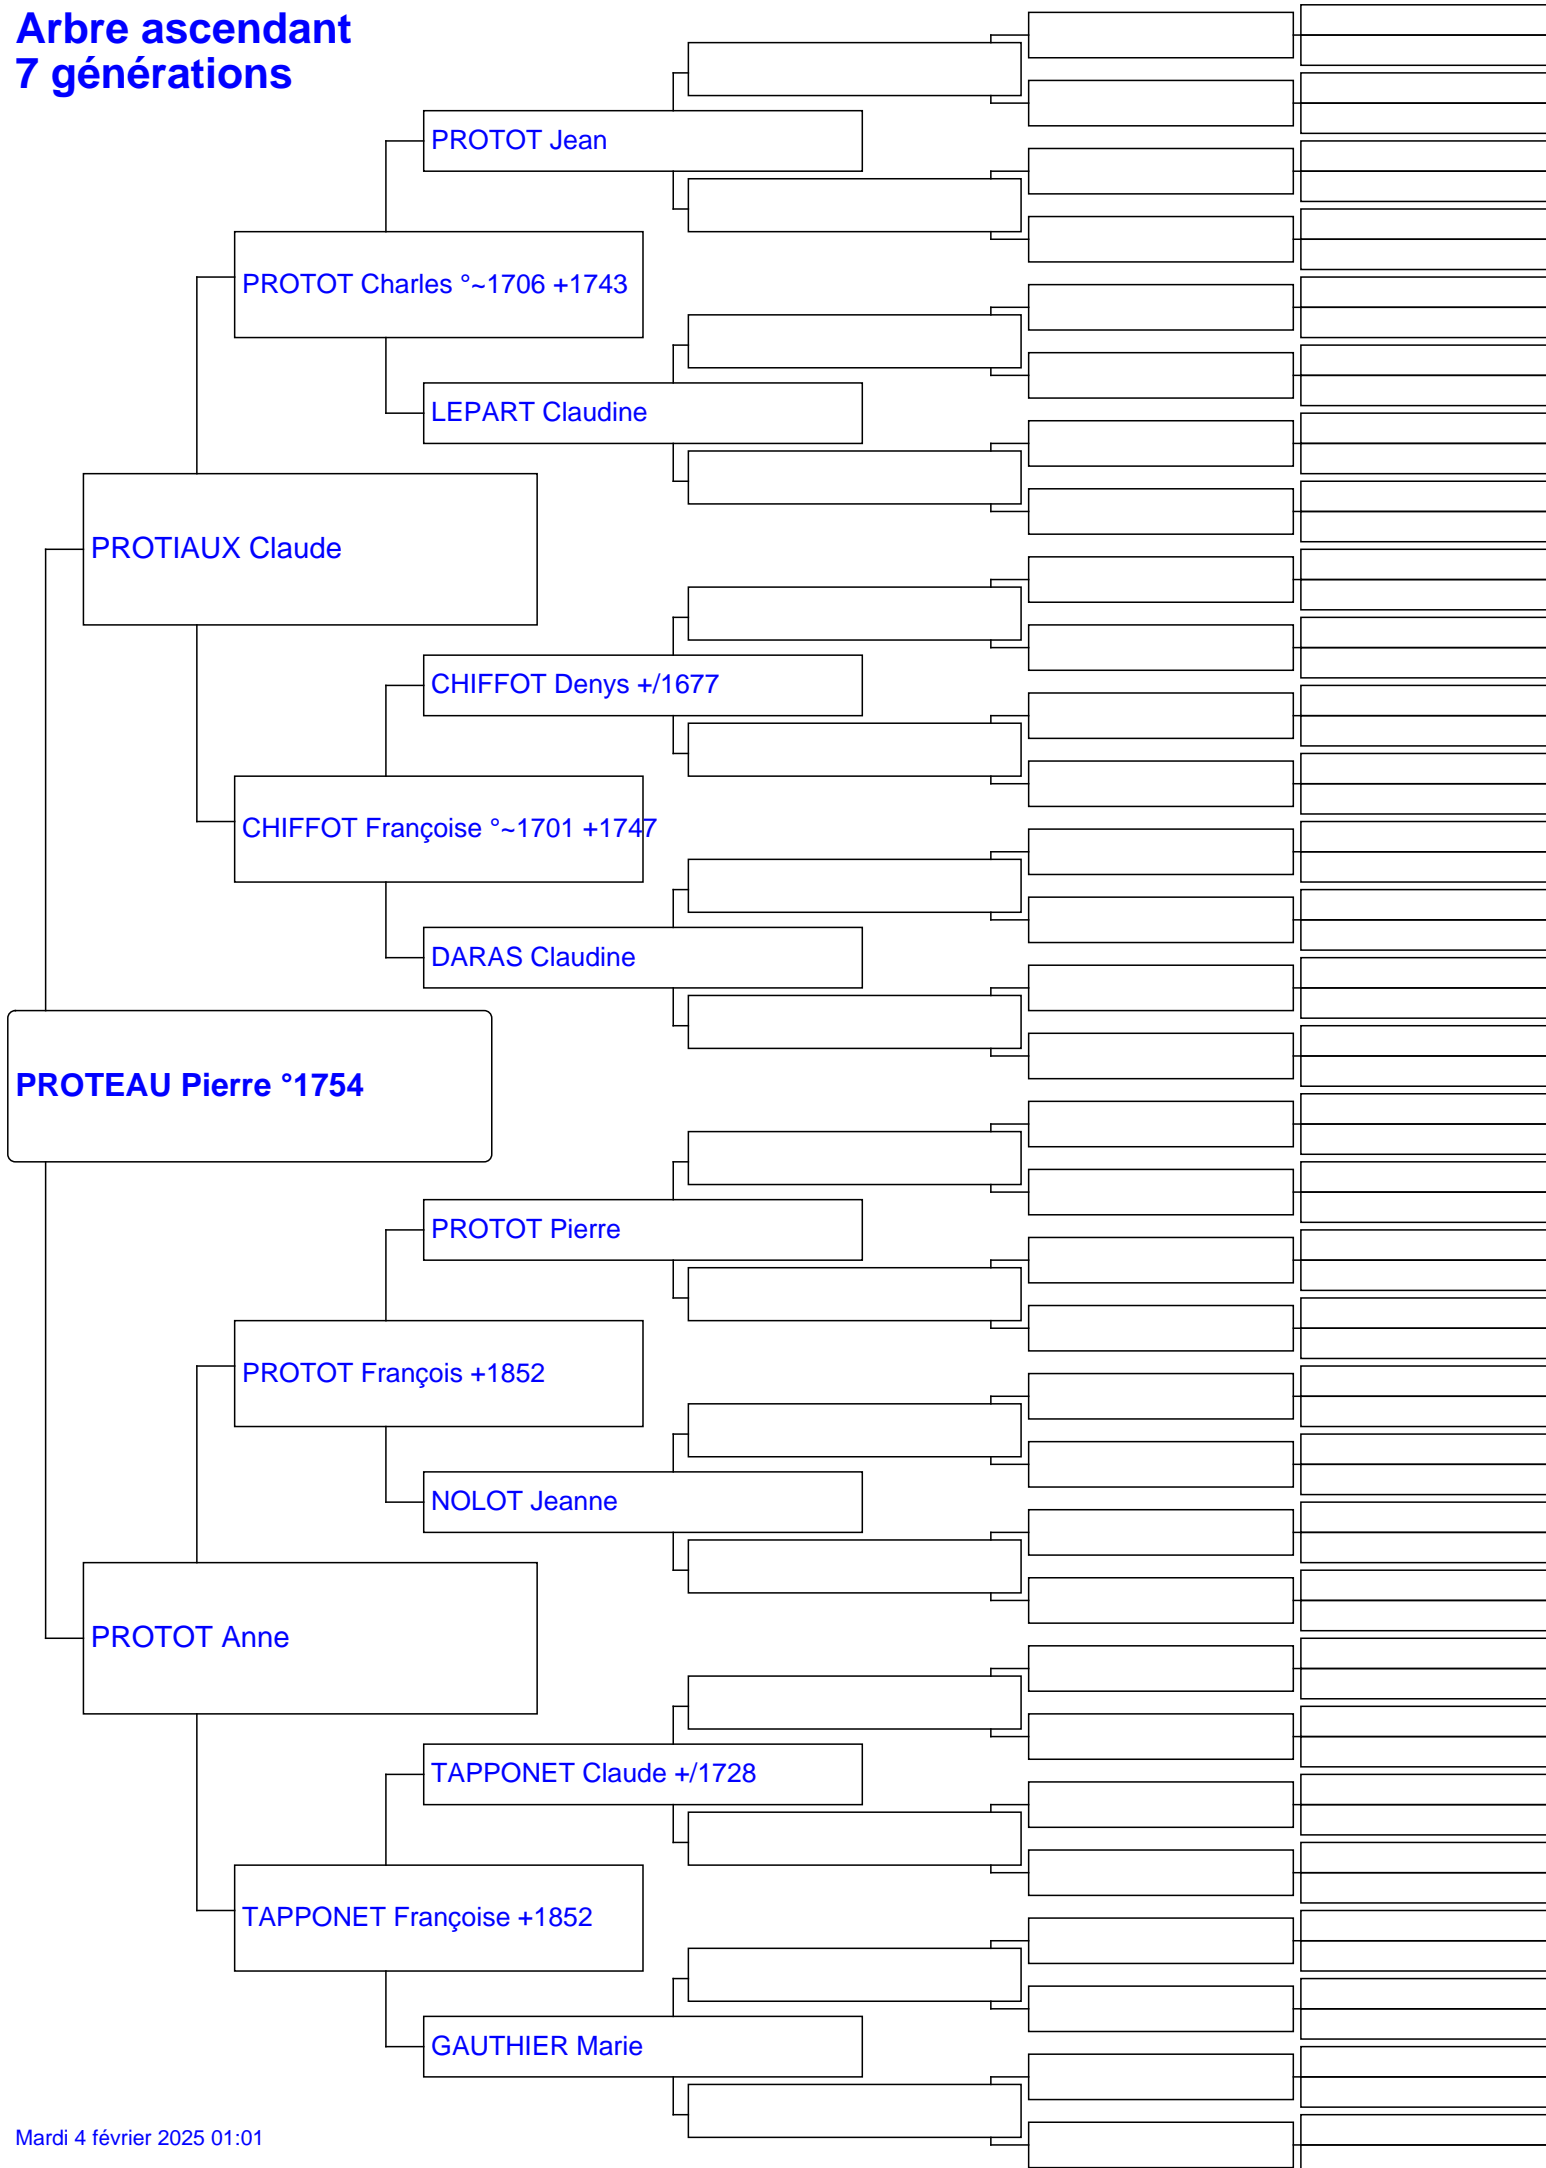 Arbre ascendant
7 générations
PROTOT Jean
PROTOT Charles °~1706 +1743
LEPART Claudine
PROTIAUX Claude
CHIFFOT Denys +/1677
CHIFFOT Françoise °~1701 +1747
DARAS Claudine
PROTEAU Pierre °1754
PROTOT Pierre
PROTOT François +1852
NOLOT Jeanne
PROTOT Anne
TAPPONET Claude +/1728
TAPPONET Françoise +1852
GAUTHIER Marie
Mardi 4 février 2025 01:01